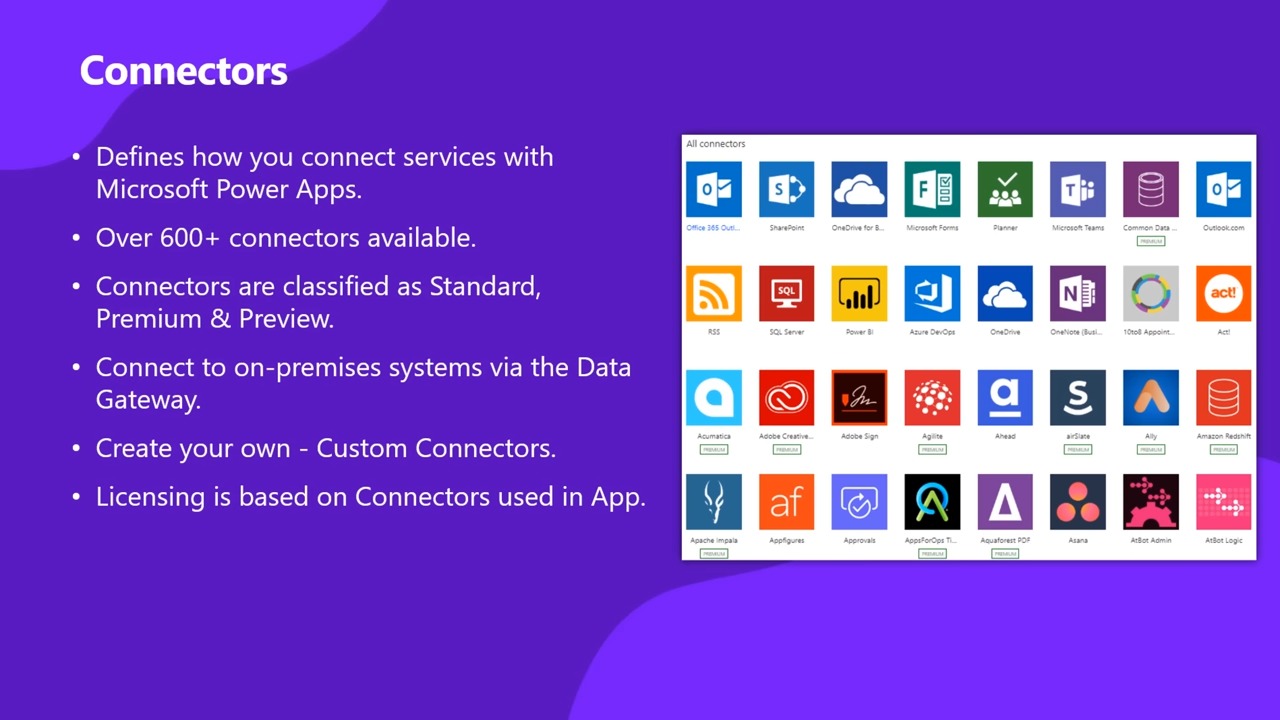 Connectors
• Defines how you connect services with
Microsoft Power Apps.
• Over 600+ connectors available.
• Connectors are classified as Standard,
Premium & Preview.
• Connect to on-premises systems via the Data
Gateway.
• Create your own - Custom Connectors.
• Licensing is based on Connectors used in App.
All connectors
Office 365 Outl... SharePoint OneDrive for B... Microsoft Forms Planner Microsoft Teams Common Data ... Outlook.com
PREMIUM
SQL act!
RSS SQL Server Power BI Azure DevOps OneDrive OneNote (Busi... 10to8 Appoint... Act!
Acumatica Adobe Creative... Adobe Sign Agilite Ahead airSlate Ally Amazon Redshift
PREMIUM PREMIUM PREMIUM PREMIUM PREMIUM PREMIUM
af
Apache Impala Appfigures Approvals AppsForOps Ti... Aquaforest PDF Asana AtBot Admin AtBot Logic
PREMIUM PREMIUM PREMIUM